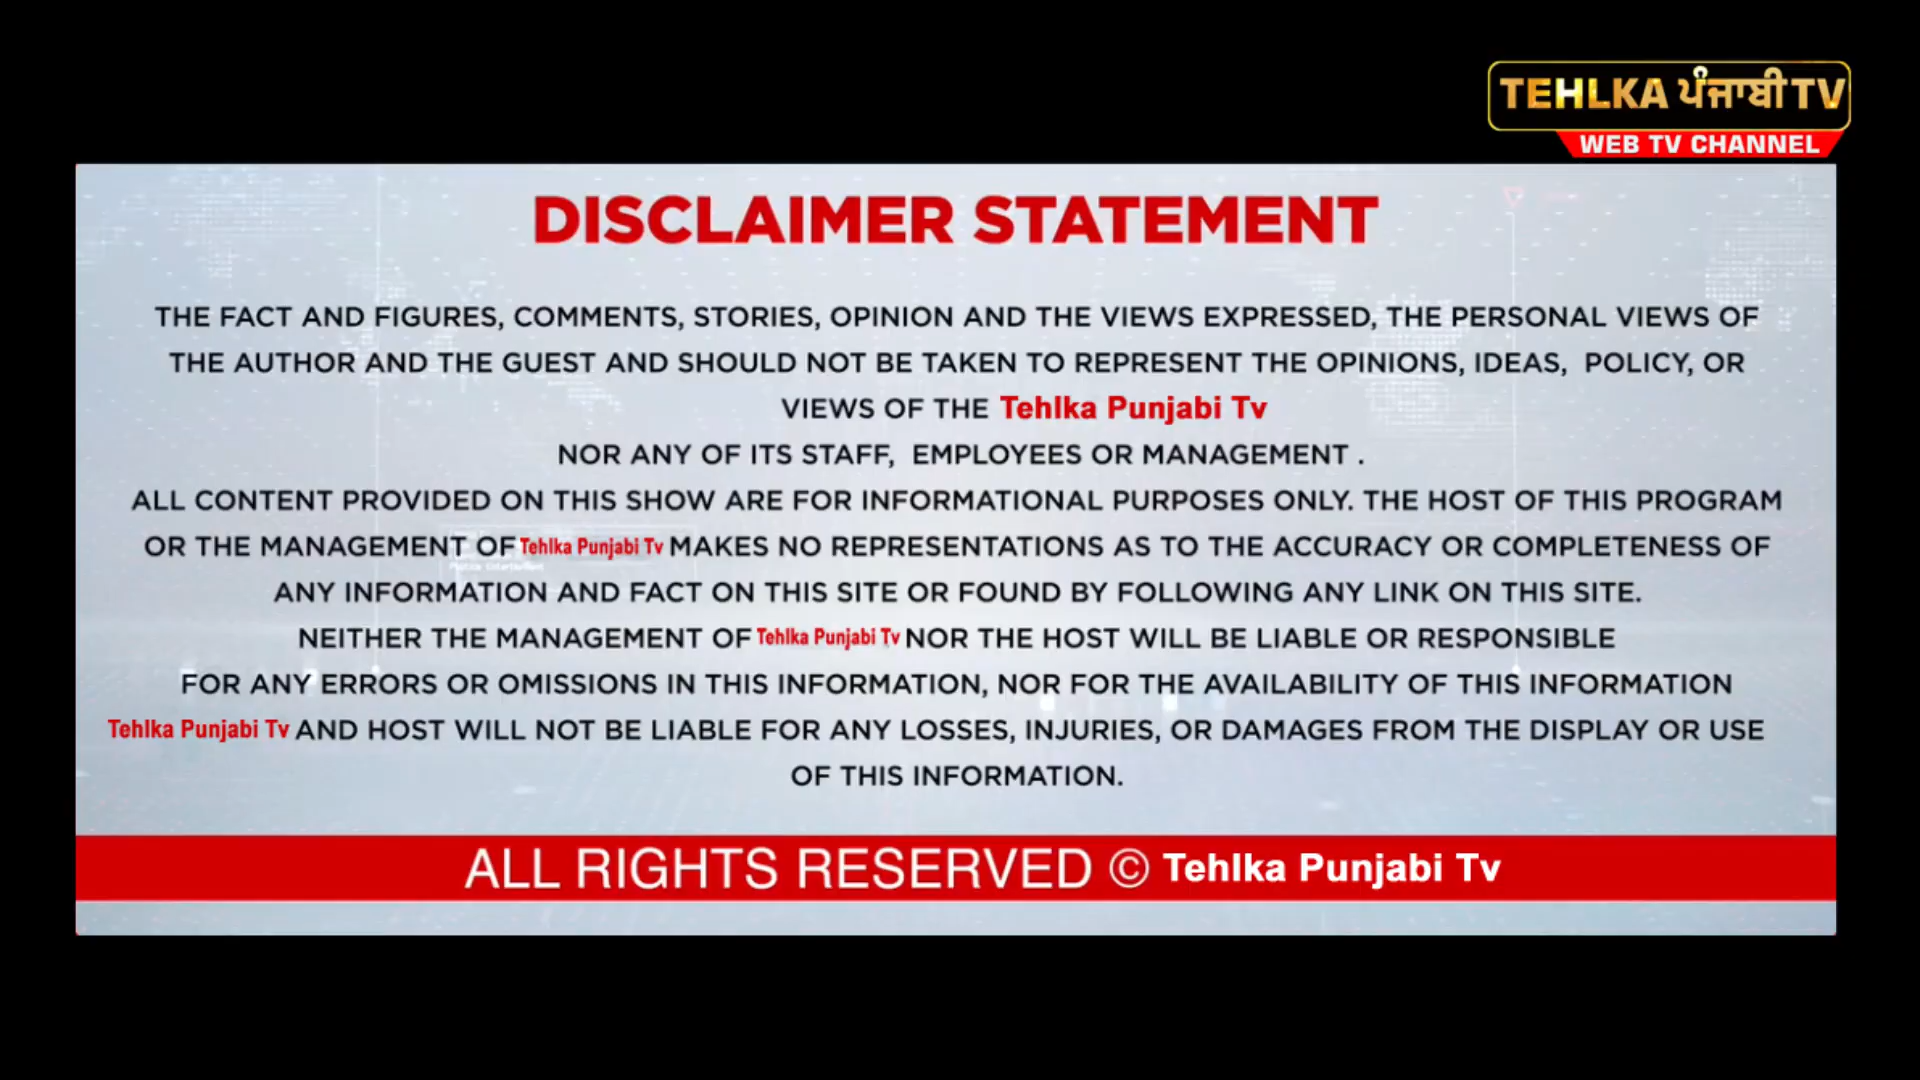 TEHLKA ਪੰਜਾਬੀ TV
WEB TV CHANNEL
DISCLAIMER STATEMENT
THE FACT AND FIGURES, COMMENTS, STORIES, OPINION AND THE VIEWS EXPRESSED, THE PERSONAL VIEWS OF
THE AUTHOR AND THE GUEST AND SHOULD NOT BE TAKEN TO REPRESENT THE OPINIONS, IDEAS, POLICY, OR
VIEWS OF THE Tehlka Punjabi Tv
NOR ANY OF ITS STAFF, EMPLOYEES OR MANAGEMENT .
ALL CONTENT PROVIDED ON THIS SHOW ARE FOR INFORMATIONAL PURPOSES ONLY. THE HOST OF THIS PROGRAM
OR THE MANAGEMENT OF Tehlka Punjabi Tv MAKES NO REPRESENTATIONS AS TO THE ACCURACY OR COMPLETENESS OF
ANY INFORMATION AND FACT ON THIS SITE OR FOUND BY FOLLOWING ANY LINK ON THIS SITE.
NEITHER THE MANAGEMENT OF Tehlka Punjabi Tv NOR THE HOST WILL BE LIABLE OR RESPONSIBLE
FOR ANY ERRORS OR OMISSIONS IN THIS INFORMATION, NOR FOR THE AVAILABILITY OF THIS INFORMATION
Tehlka Punjabi Tv AND HOST WILL NOT BE LIABLE FOR ANY LOSSES, INJURIES, OR DAMAGES FROM THE DISPLAY OR USE
OF THIS INFORMATION.
ALL RIGHTS RESERVED © Tehlka Punjabi Tv